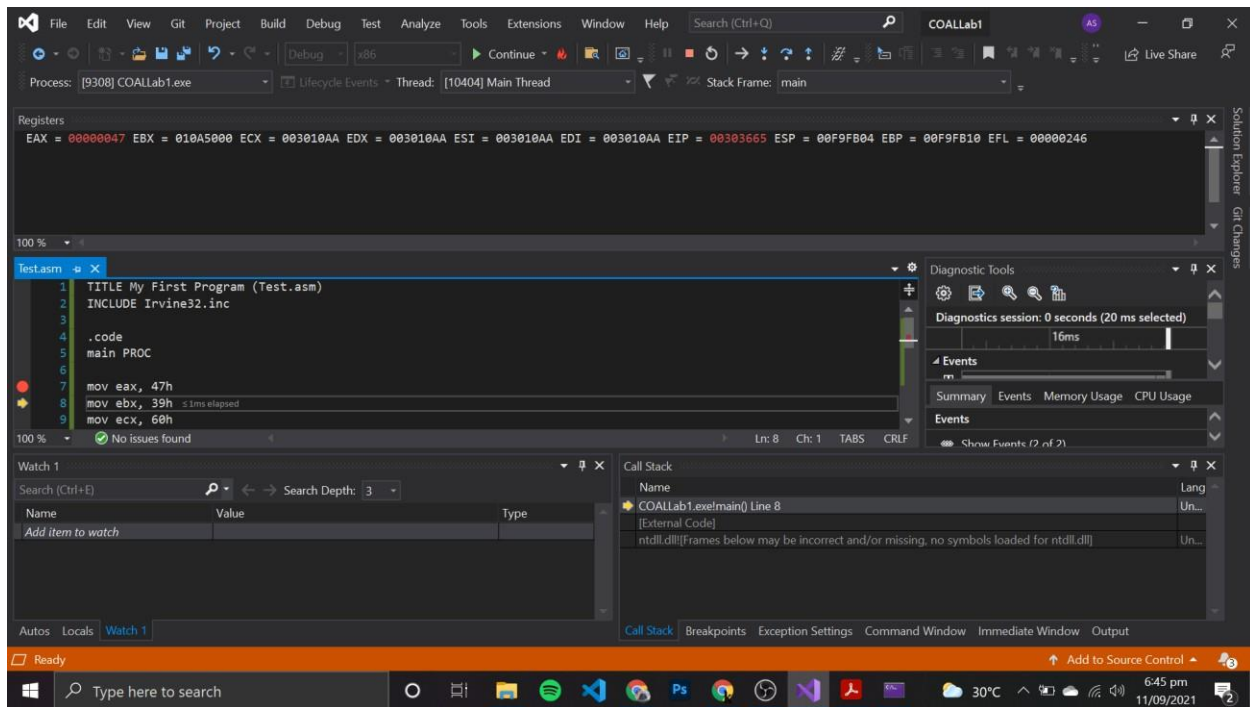 File Edit View Git Project Build Debug Test Analyze Tools Extensions Window Help Search (Ctrl+Q) COALLab1 AS
Debug x86 Continue Live Share
Process: [9308] COALLab1.exe Lifecycle Events Thread: [10404] Main Thread Stack Frame: main
Registers
EAX = 00000047 EBX = 010A5000 ECX = 003010AA EDX = 003010AA ESI = 003010AA EDI = 003010AA EIP = 00303665 ESP = 00F9FB04 EBP = 00F9FB10 EFL = 00000246
100 %
Solution Explorer
Git Changes
Test.asm
1 TITLE My First Program (Test.asm)
2 INCLUDE Irvine32.inc
3
4 .code
5 main PROC
6
7 mov eax, 47h
8 mov ebx, 39h ≤1ms elapsed
9 mov ecx, 60h
100 % No issues found Ln: 8 Ch: 1 TABS CRLF
Diagnostic Tools
Diagnostics session: 0 seconds (20 ms selected)
16ms
Events
Summary Events Memory Usage CPU Usage
Events
Show Events (2 of 2)
Watch 1
Search (Ctrl+E) Search Depth: 3
Name Value Type
Add item to watch
Autos Locals Watch 1
Call Stack
Name Lang
COALLab1.exe!main() Line 8 Un...
[External Code]
ntdll.dll![Frames below may be incorrect and/or missing, no symbols loaded for ntdll.dll] Un...
Call Stack Breakpoints Exception Settings Command Window Immediate Window Output
Ready Add to Source Control 3
Type here to search Ps 30°C 6:45 pm
11/09/2021 2